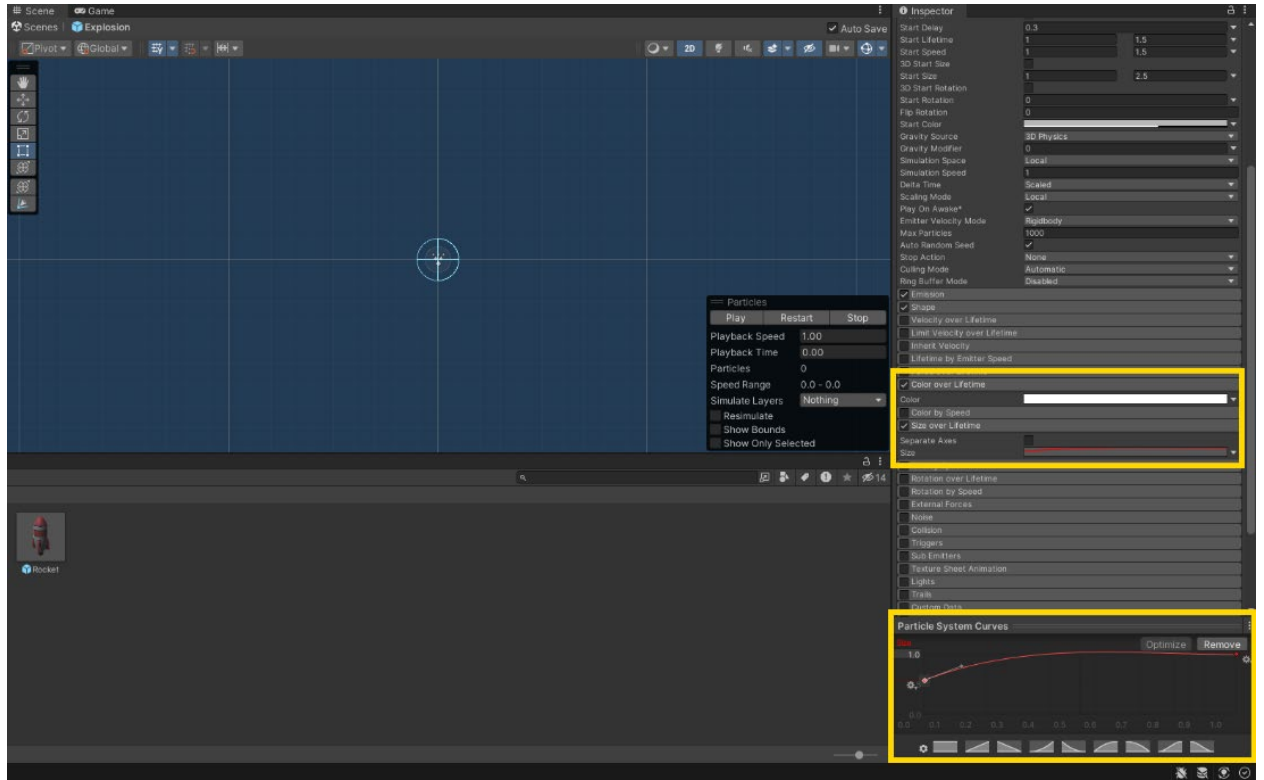 Scene Game
Scenes Explosion Auto Save
Pivot Global 2D
Particles
Play Restart Stop
Playback Speed 1.00
Playback Time 0.00
Particles 0
Speed Range 0.0 - 0.0
Simulate Layers Nothing
Resimulate
Show Bounds
Show Only Selected
14
Rocket
Inspector
Start Delay 0.3
Start Lifetime 1 1.5
Start Speed 1 1.5
3D Start Size
Start Size 1 2.5
3D Start Rotation
Start Rotation 0
Flip Rotation 0
Start Color
Gravity Source 3D Physics
Gravity Modifier 0
Simulation Space Local
Simulation Speed 1
Delta Time Scaled
Scaling Mode Local
Play On Awake*
Emitter Velocity Mode Rigidbody
Max Particles 1000
Auto Random Seed
Stop Action None
Culling Mode Automatic
Ring Buffer Mode Disabled
Emission
Shape
Velocity over Lifetime
Limit Velocity over Lifetime
Inherit Velocity
Lifetime by Emitter Speed
Color over Lifetime
Color
Color by Speed
Size over Lifetime
Separate Axes
Size
Rotation over Lifetime
Rotation by Speed
External Forces
Noise
Collision
Triggers
Sub Emitters
Texture Sheet Animation
Lights
Trails
Custom Data
Particle System Curves
Size Optimize Remove
1.0
0.0
0.0 0.1 0.2 0.3 0.4 0.5 0.6 0.7 0.8 0.9 1.0